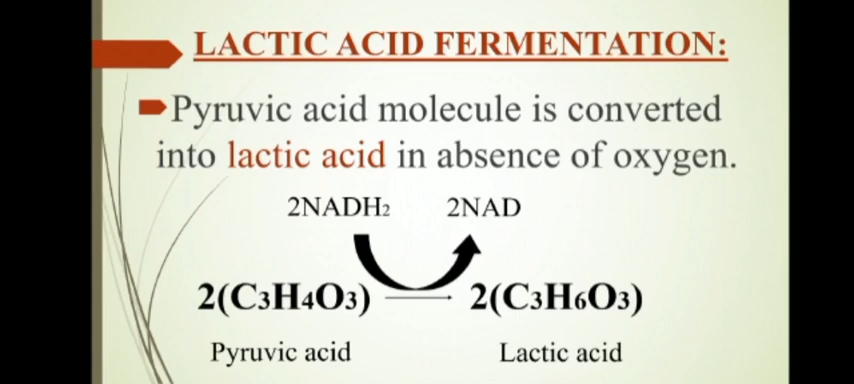 LACTIC ACID FERMENTATION:
Pyruvic acid molecule is converted
into lactic acid in absence of oxygen.
2NADH2 2NAD
2(C3H4O3) 2(C3H6O3)
Pyruvic acid Lactic acid